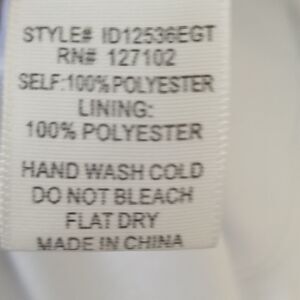 STYLE# ID12536EGT
RN# 127102
SELF:100% POLYESTER
LINING:
100% POLYESTER
HAND WASH COLD
DO NOT BLEACH
FLAT DRY
MADE IN CHINA